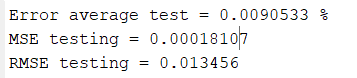 Error average test = 0.0090533 %
MSE testing = 0.00018107
RMSE testing = 0.013456